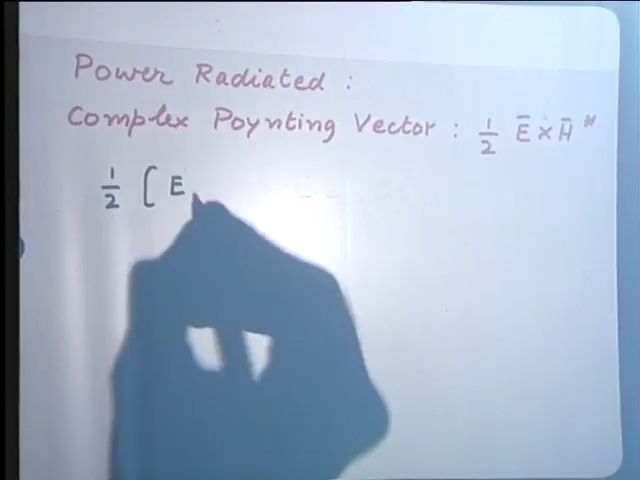 Power Radiated :
Complex Poynting Vector : 1/2 E̅ × H̅ *
1/2 [ E